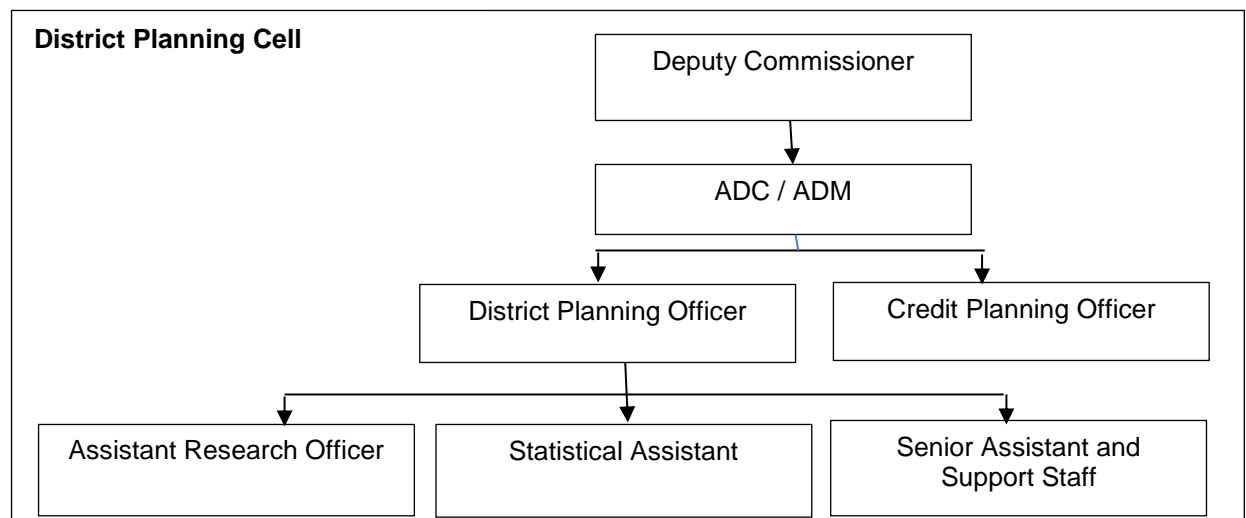 District Planning Cell
Deputy Commissioner
ADC / ADM
District Planning Officer
Credit Planning Officer
Assistant Research Officer
Statistical Assistant
Senior Assistant and
Support Staff